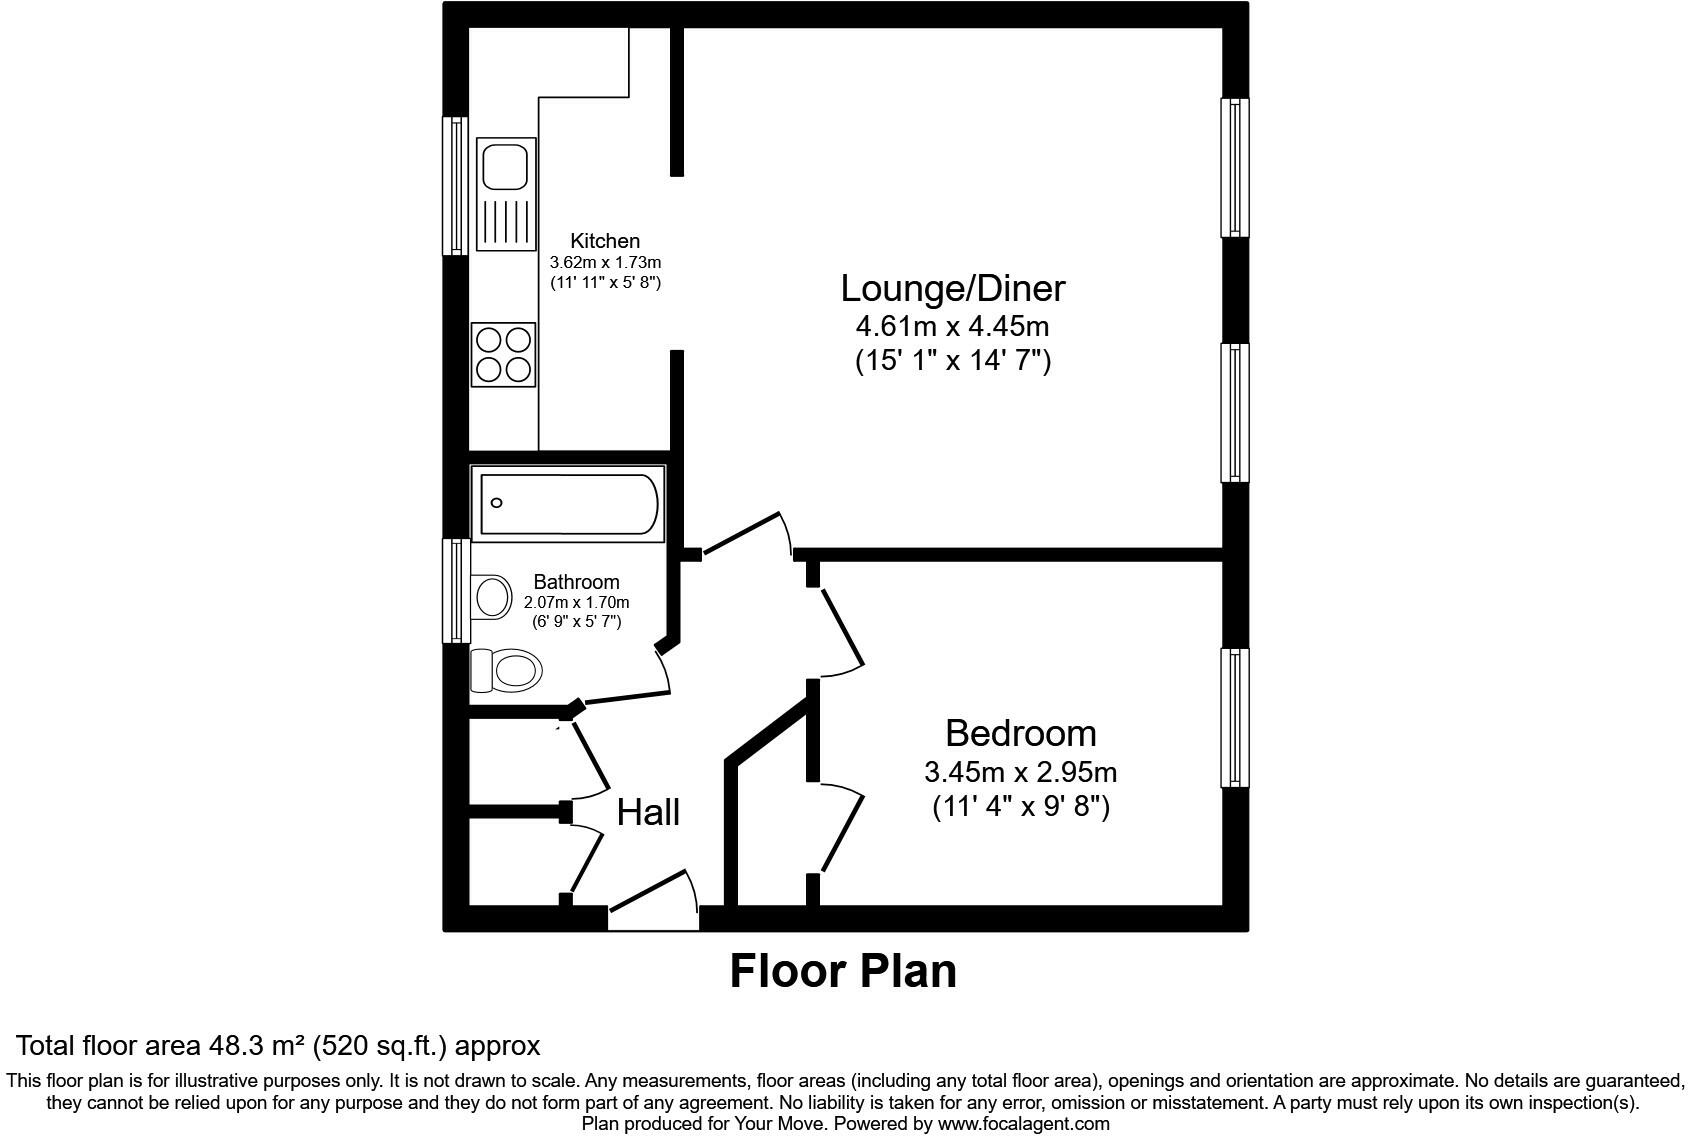 Kitchen
3.62m x 1.73m
(11' 11" x 5' 8")
Lounge/Diner
4.61m x 4.45m
(15' 1" x 14' 7")
Bathroom
2.07m x 1.70m
(6' 9" x 5' 7")
Bedroom
3.45m x 2.95m
(11' 4" x 9' 8")
Hall
Floor Plan
Total floor area 48.3 m² (520 sq.ft.) approx
This floor plan is for illustrative purposes only. It is not drawn to scale. Any measurements, floor areas (including any total floor area), openings and orientation are approximate. No details are guaranteed,
they cannot be relied upon for any purpose and they do not form part of any agreement. No liability is taken for any error, omission or misstatement. A party must rely upon its own inspection(s).
Plan produced for Your Move. Powered by www.focalagent.com